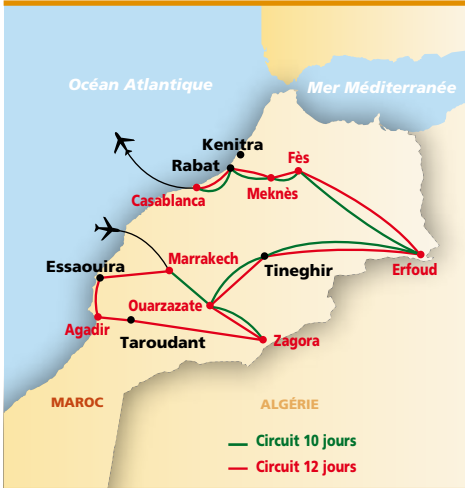 Océan Atlantique
Mer Méditerranée
Kenitra
Rabat
Fès
Casablanca
Meknès
Marrakech
Essaouira
Tineghir
Erfoud
Ouarzazate
Agadir
Taroudant
Zagora
MAROC
ALGÉRIE
Circuit 10 jours
Circuit 12 jours